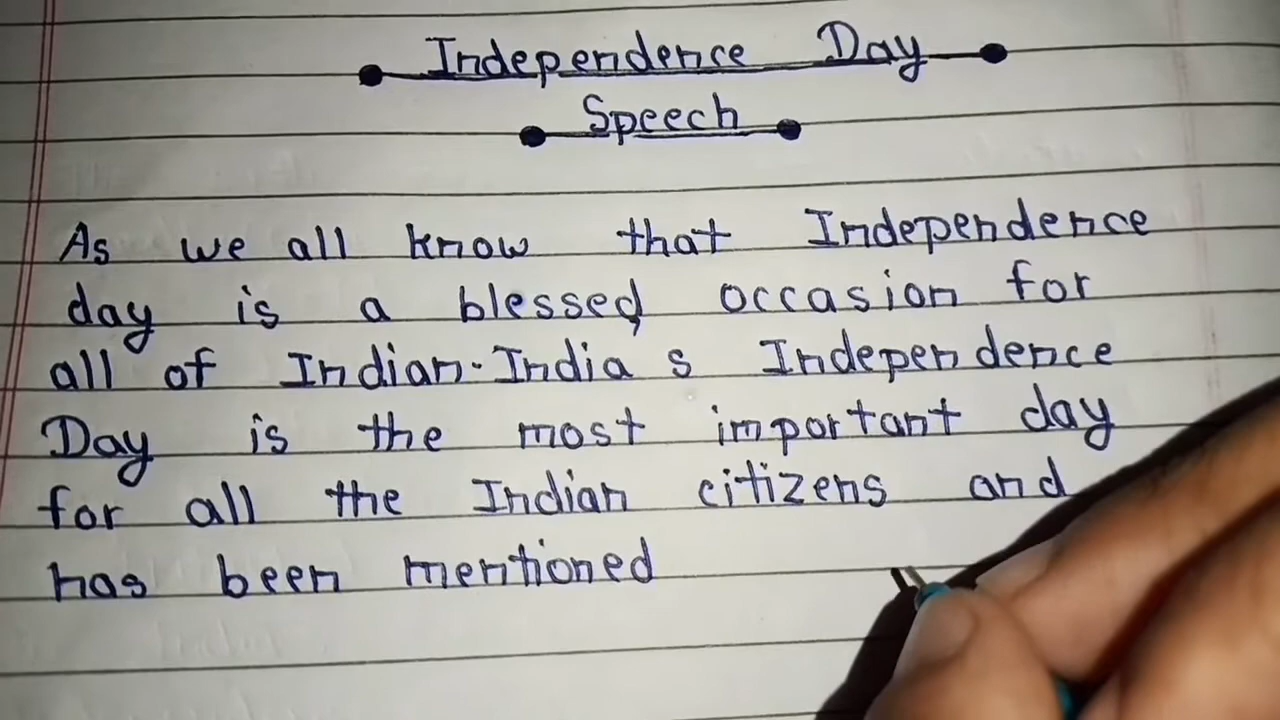 Independence Day
Speech
As we all know that Independence
day is a blessed occasion for
all of Indian. India s Independence
Day is the most important day
for all the Indian citizens and
has been mentioned